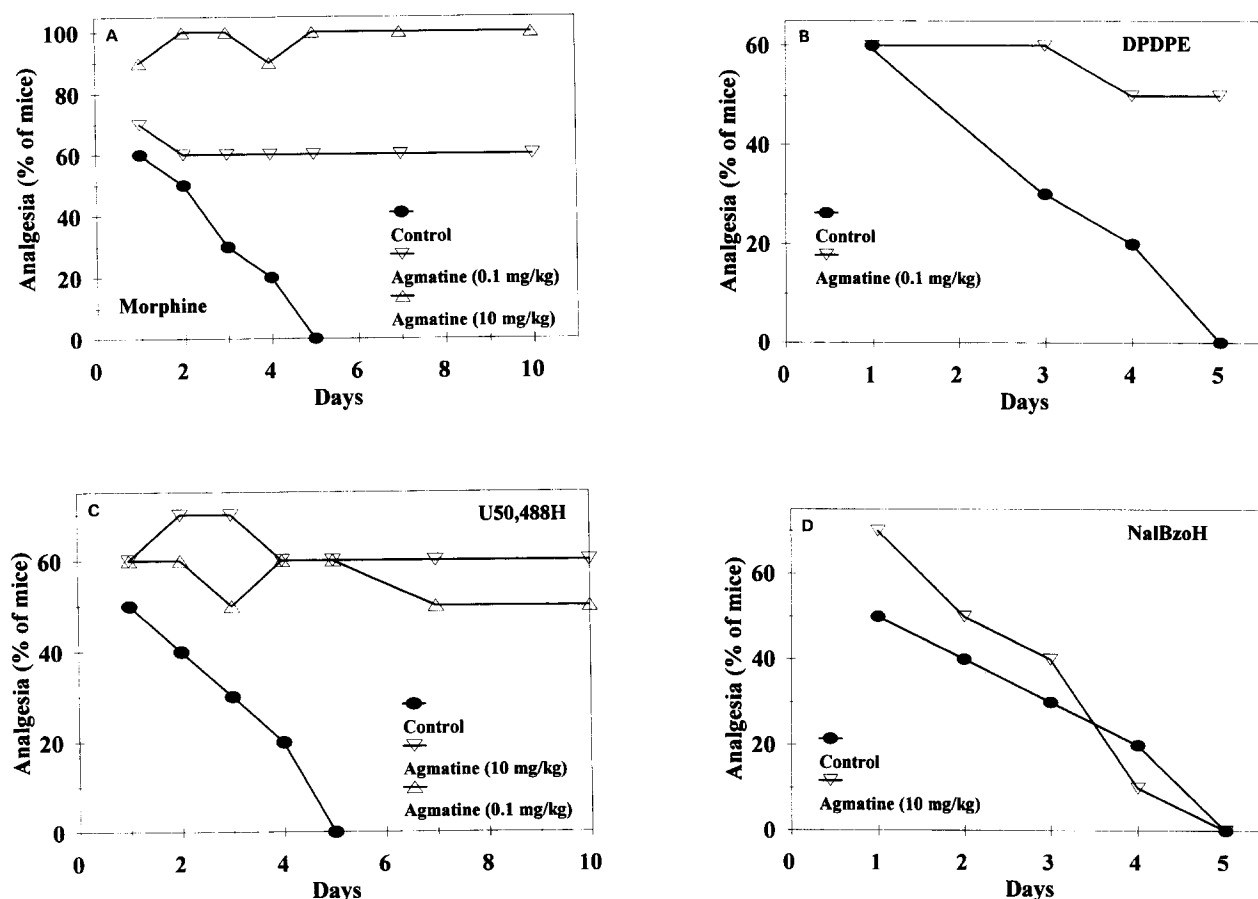 A
Analgesia (% of mice)
100
80
60
40
20
0
Control
Agmatine (0.1 mg/kg)
Agmatine (10 mg/kg)
Morphine
0 2 4 6 8 10
Days
B
DPDPE
Analgesia (% of mice)
60
40
20
0
Control
Agmatine (0.1 mg/kg)
0 1 2 3 4 5
Days
C
U50,488H
Analgesia (% of mice)
60
40
20
0
Control
Agmatine (10 mg/kg)
Agmatine (0.1 mg/kg)
0 2 4 6 8 10
Days
D
NalBzoH
Analgesia (% of mice)
60
40
20
0
Control
Agmatine (10 mg/kg)
0 1 2 3 4 5
Days